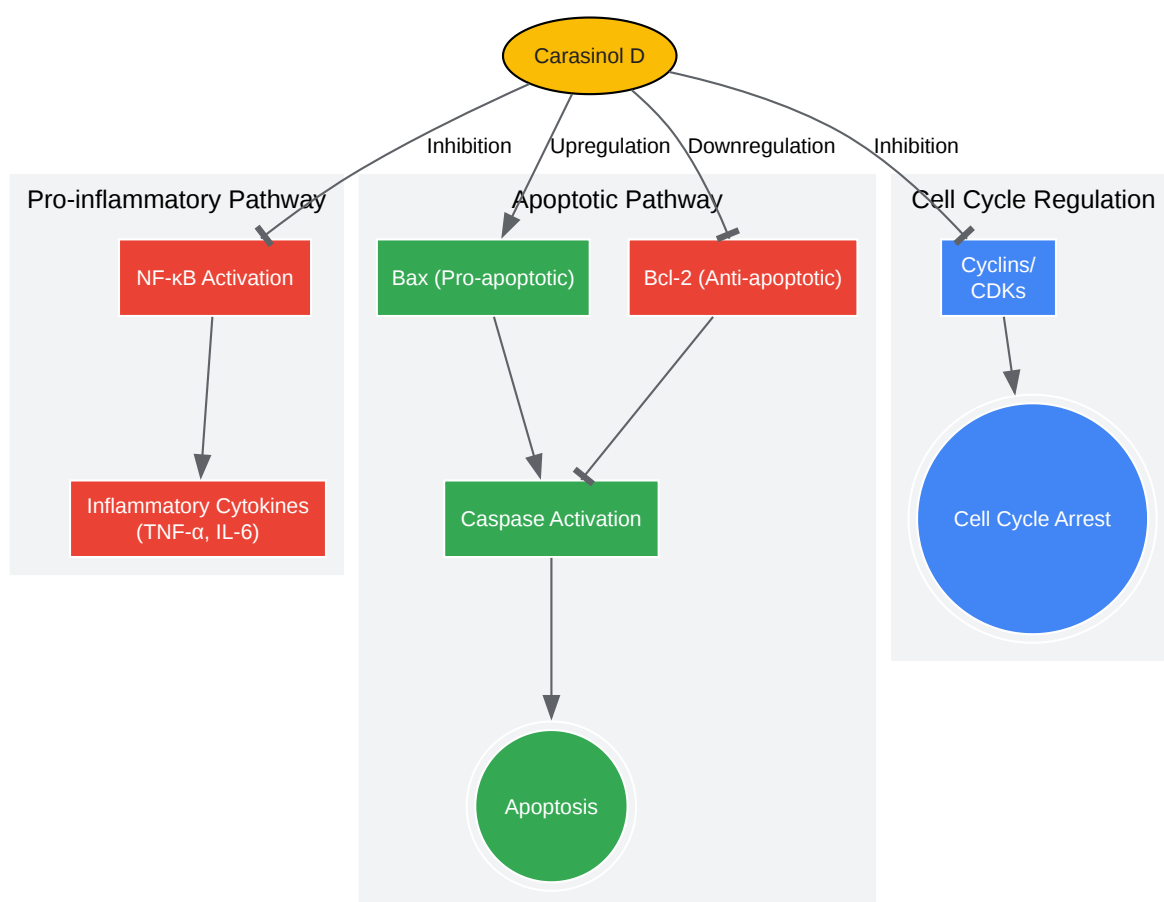 Carasinol D
Inhibition
Upregulation
Downregulation
Inhibition
Pro-inflammatory Pathway
Apoptotic Pathway
Cell Cycle Regulation
NF-κB Activation
Bax (Pro-apoptotic)
Bcl-2 (Anti-apoptotic)
Cyclins/
CDKs
Inflammatory Cytokines
(TNF-α, IL-6)
Caspase Activation
Cell Cycle Arrest
Apoptosis